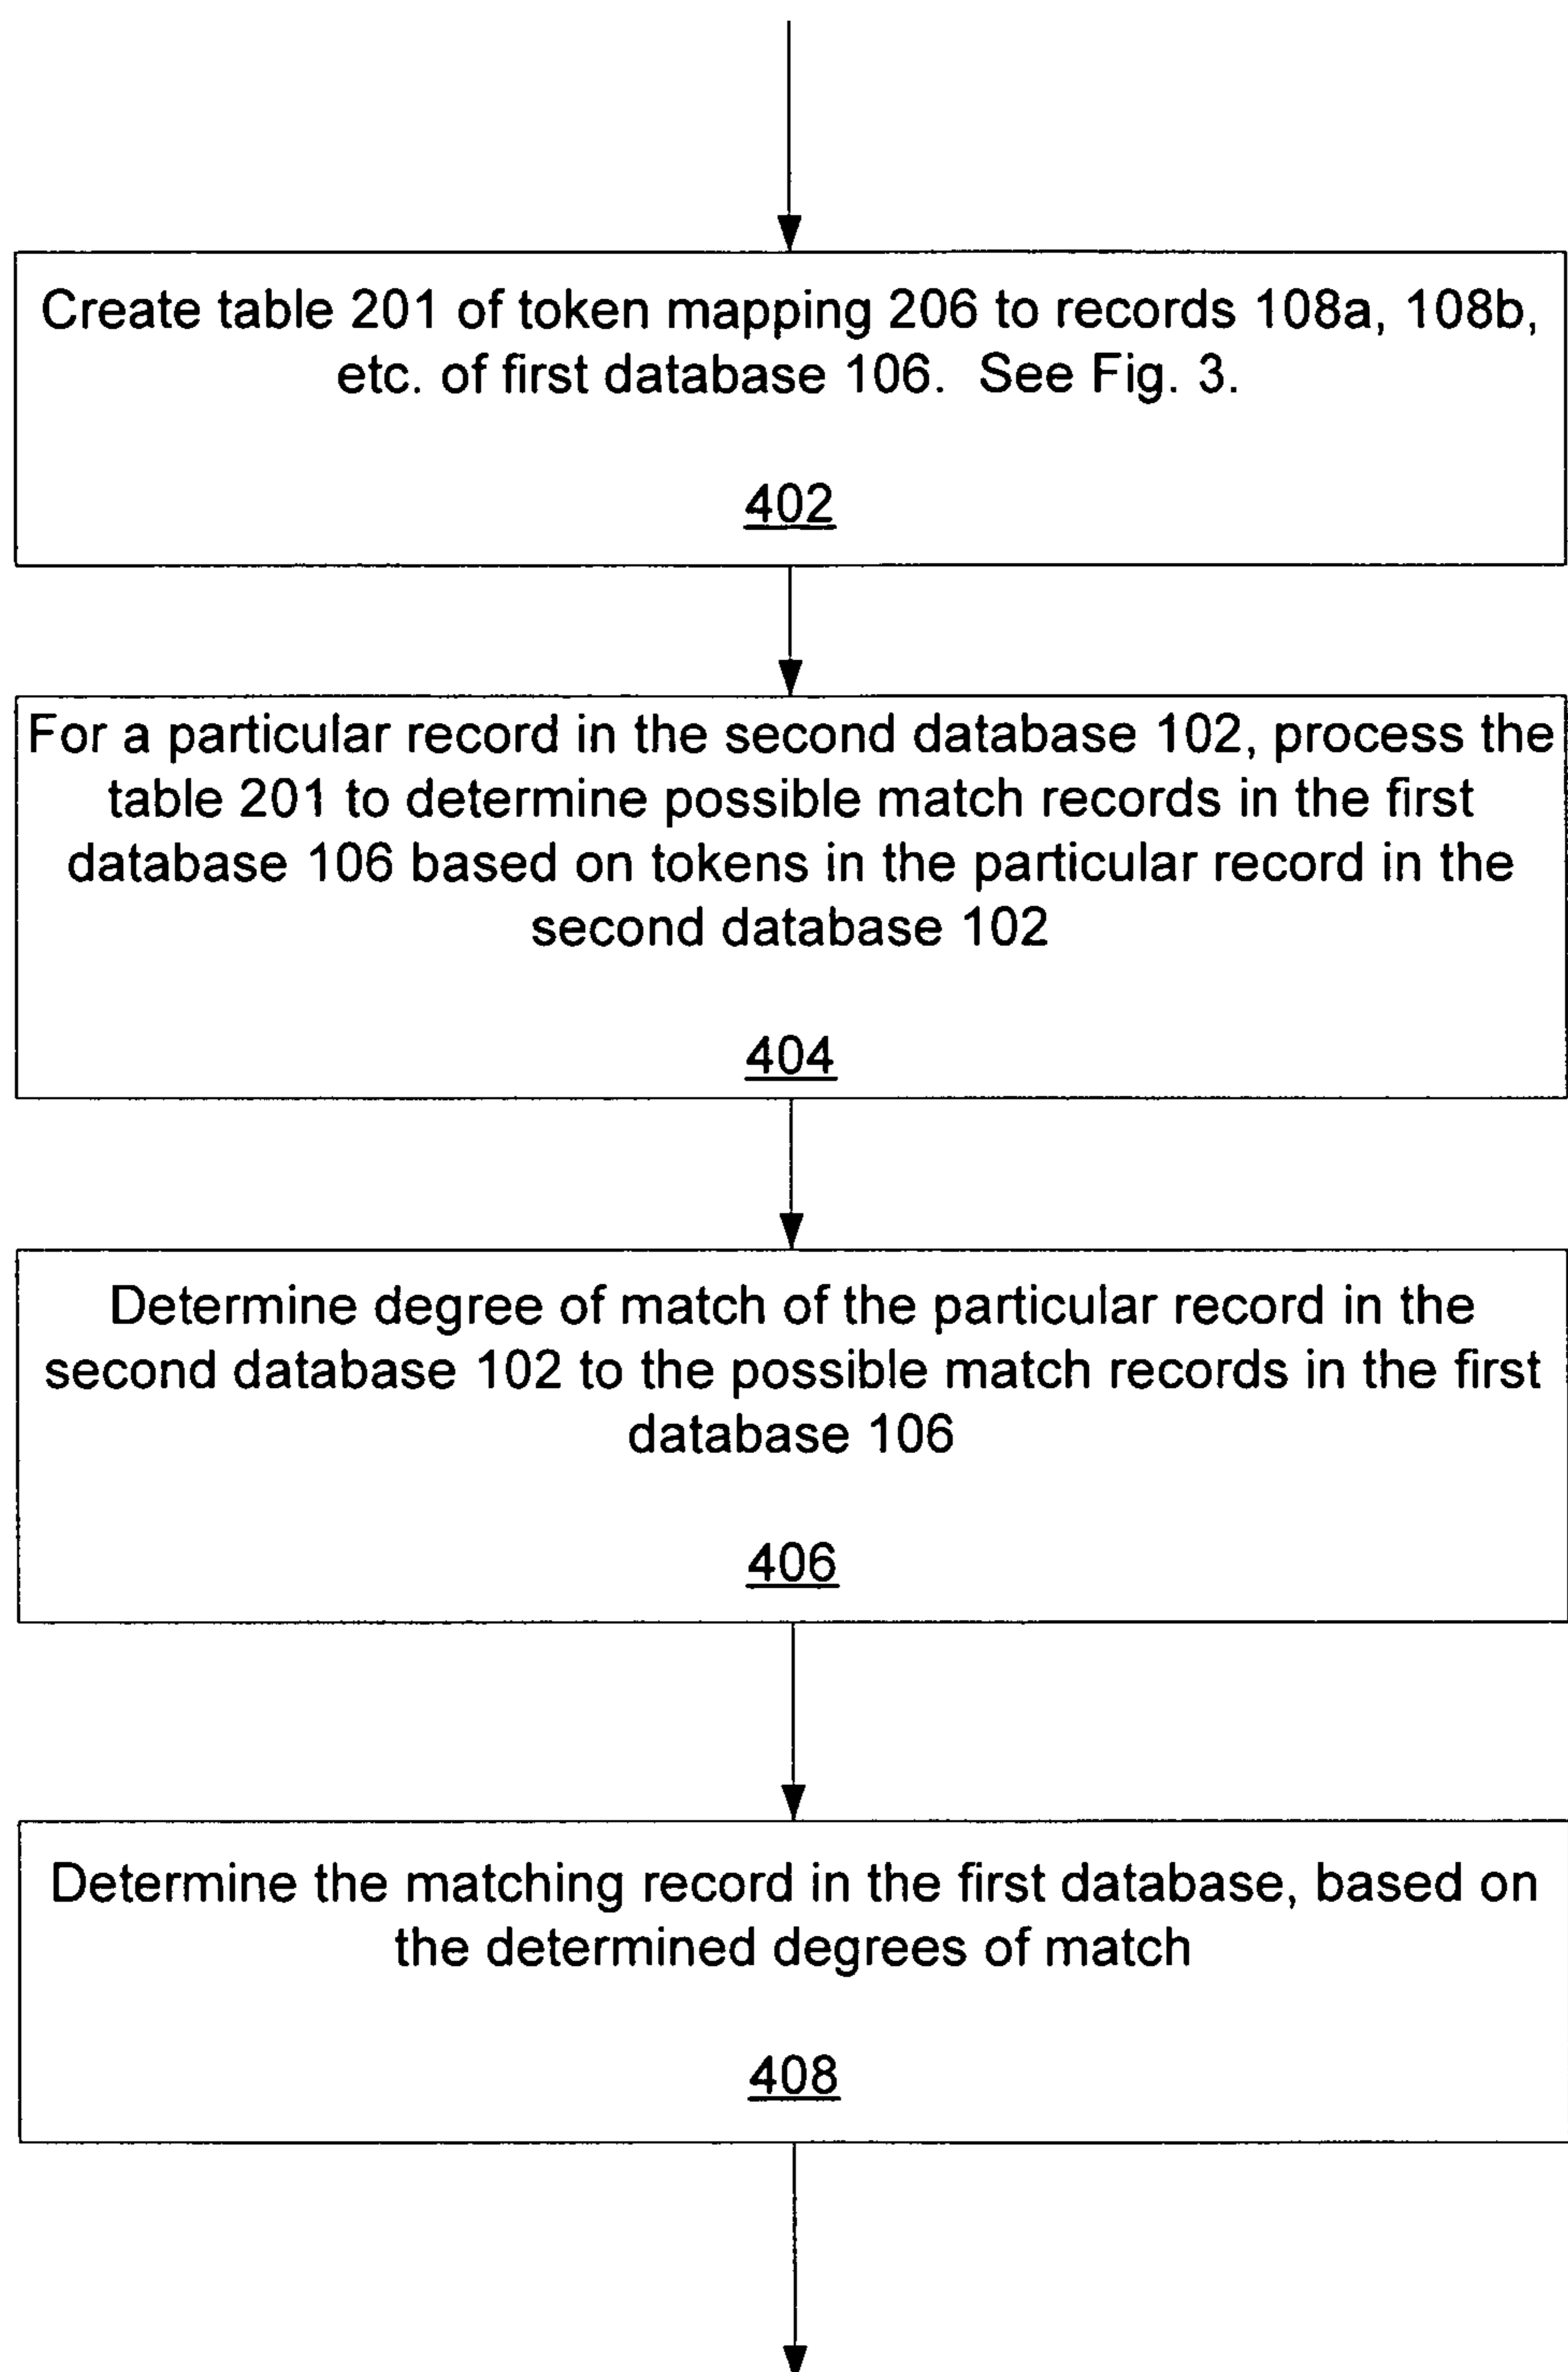 Create table 201 of token mapping 206 to records 108a, 108b,
etc. of first database 106.  See Fig. 3.
402
For a particular record in the second database 102, process the
table 201 to determine possible match records in the first
database 106 based on tokens in the particular record in the
second database 102
404
Determine degree of match of the particular record in the
second database 102 to the possible match records in the first
database 106
406
Determine the matching record in the first database, based on
the determined degrees of match
408